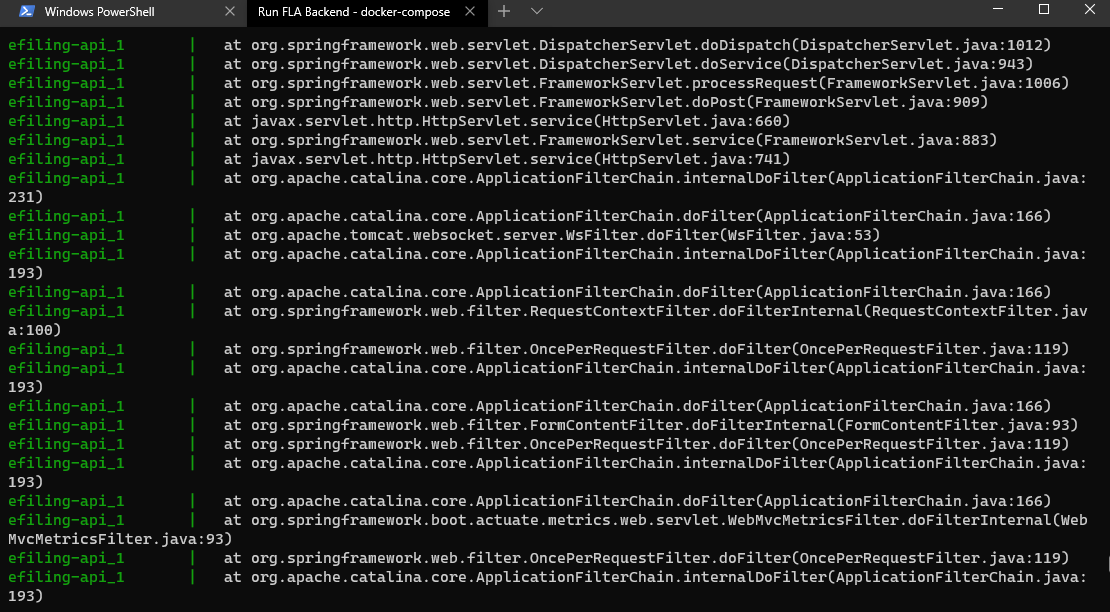 Windows PowerShell
Run FLA Backend - docker-compose
efiling-api_1 | at org.springframework.web.servlet.DispatcherServlet.doDispatch(DispatcherServlet.java:1012)
efiling-api_1 | at org.springframework.web.servlet.DispatcherServlet.doService(DispatcherServlet.java:943)
efiling-api_1 | at org.springframework.web.servlet.FrameworkServlet.processRequest(FrameworkServlet.java:1006)
efiling-api_1 | at org.springframework.web.servlet.FrameworkServlet.doPost(FrameworkServlet.java:909)
efiling-api_1 | at javax.servlet.http.HttpServlet.service(HttpServlet.java:660)
efiling-api_1 | at org.springframework.web.servlet.FrameworkServlet.service(FrameworkServlet.java:883)
efiling-api_1 | at javax.servlet.http.HttpServlet.service(HttpServlet.java:741)
efiling-api_1 | at org.apache.catalina.core.ApplicationFilterChain.internalDoFilter(ApplicationFilterChain.java:
231)
efiling-api_1 | at org.apache.catalina.core.ApplicationFilterChain.doFilter(ApplicationFilterChain.java:166)
efiling-api_1 | at org.apache.tomcat.websocket.server.WsFilter.doFilter(WsFilter.java:53)
efiling-api_1 | at org.apache.catalina.core.ApplicationFilterChain.internalDoFilter(ApplicationFilterChain.java:
193)
efiling-api_1 | at org.apache.catalina.core.ApplicationFilterChain.doFilter(ApplicationFilterChain.java:166)
efiling-api_1 | at org.springframework.web.filter.RequestContextFilter.doFilterInternal(RequestContextFilter.jav
a:100)
efiling-api_1 | at org.springframework.web.filter.OncePerRequestFilter.doFilter(OncePerRequestFilter.java:119)
efiling-api_1 | at org.apache.catalina.core.ApplicationFilterChain.internalDoFilter(ApplicationFilterChain.java:
193)
efiling-api_1 | at org.apache.catalina.core.ApplicationFilterChain.doFilter(ApplicationFilterChain.java:166)
efiling-api_1 | at org.springframework.web.filter.FormContentFilter.doFilterInternal(FormContentFilter.java:93)
efiling-api_1 | at org.springframework.web.filter.OncePerRequestFilter.doFilter(OncePerRequestFilter.java:119)
efiling-api_1 | at org.apache.catalina.core.ApplicationFilterChain.internalDoFilter(ApplicationFilterChain.java:
193)
efiling-api_1 | at org.apache.catalina.core.ApplicationFilterChain.doFilter(ApplicationFilterChain.java:166)
efiling-api_1 | at org.springframework.boot.actuate.metrics.web.servlet.WebMvcMetricsFilter.doFilterInternal(Web
MvcMetricsFilter.java:93)
efiling-api_1 | at org.springframework.web.filter.OncePerRequestFilter.doFilter(OncePerRequestFilter.java:119)
efiling-api_1 | at org.apache.catalina.core.ApplicationFilterChain.internalDoFilter(ApplicationFilterChain.java:
193)